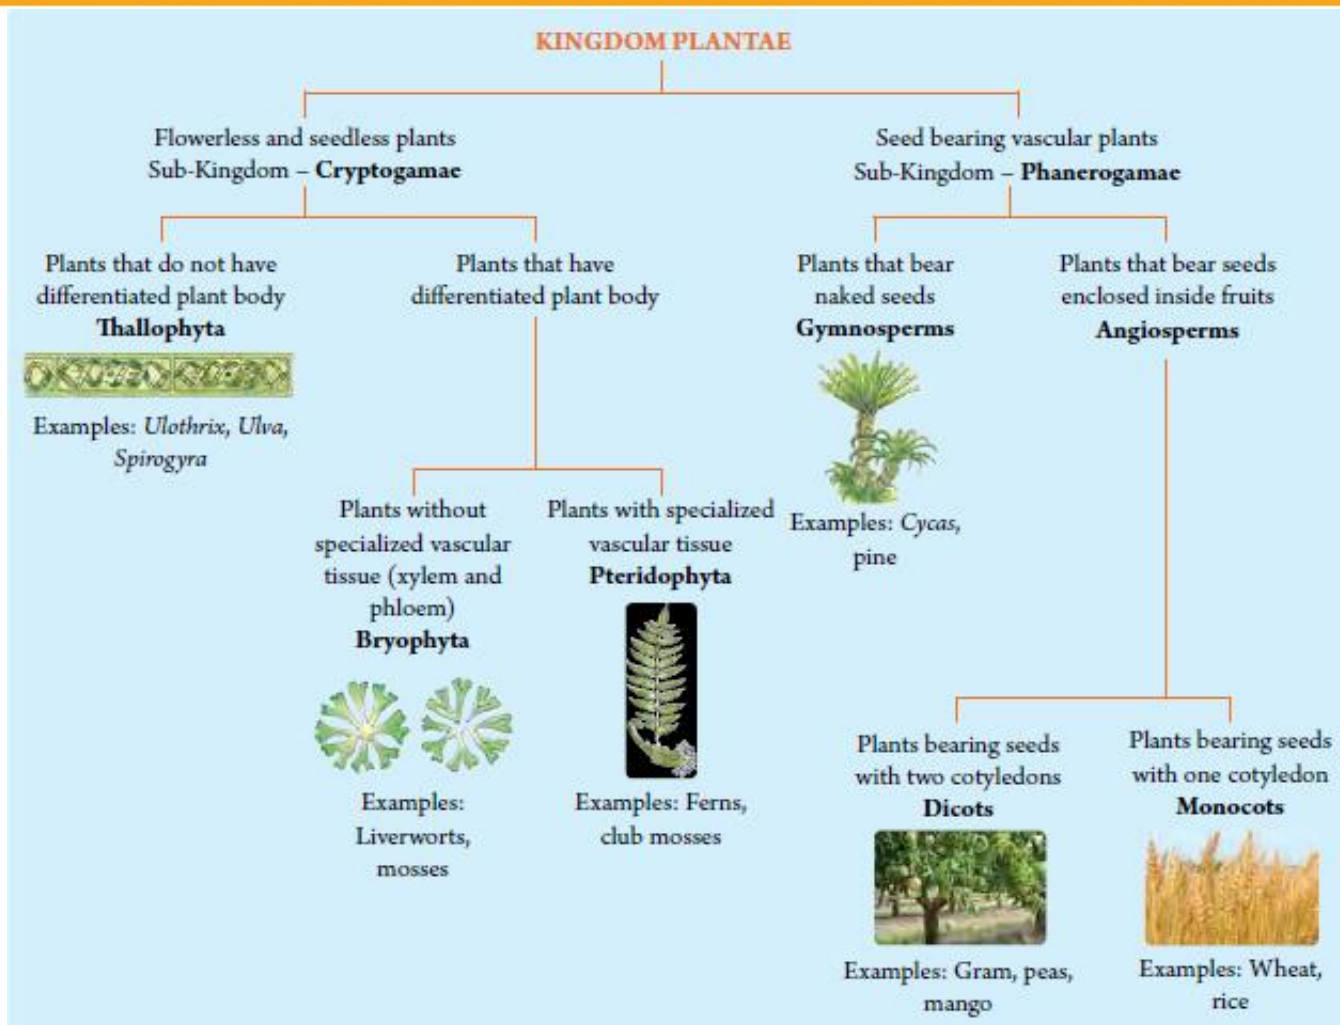 KINGDOM PLANTAE
Flowerless and seedless plants
Sub-Kingdom – Cryptogamae
Seed bearing vascular plants
Sub-Kingdom – Phanerogamae
Plants that do not have
differentiated plant body
Thallophyta
Examples: Ulothrix, Ulva,
Spirogyra
Plants that have
differentiated plant body
Plants without
specialized vascular
tissue (xylem and
phloem)
Bryophyta
Examples:
Liverworts,
mosses
Plants with specialized
vascular tissue
Pteridophyta
Examples: Ferns,
club mosses
Plants that bear
naked seeds
Gymnosperms
Examples: Cycas,
pine
Plants that bear seeds
enclosed inside fruits
Angiosperms
Plants bearing seeds
with two cotyledons
Dicots
Examples: Gram, peas,
mango
Plants bearing seeds
with one cotyledon
Monocots
Examples: Wheat,
rice